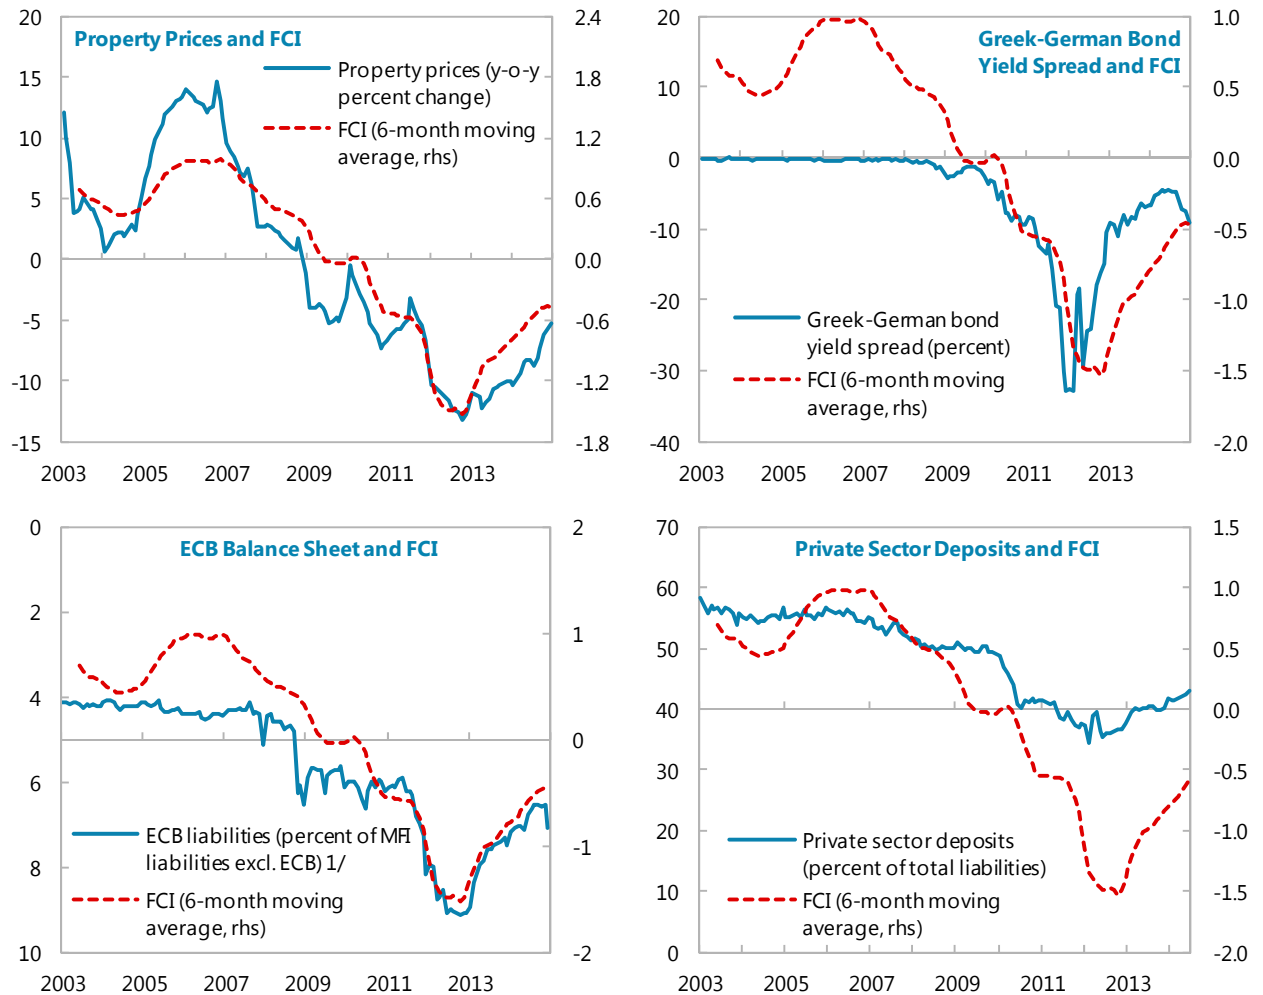 Property Prices and FCI
20
15
10
5
0
-5
-10
-15
2.4
1.8
1.2
0.6
0.0
-0.6
-1.2
-1.8
Property prices (y-o-y
percent change)
FCI (6-month moving
average, rhs)
2003 2005 2007 2009 2011 2013
Greek-German Bond
Yield Spread and FCI
20
10
0
-10
-20
-30
-40
1.0
0.5
0.0
-0.5
-1.0
-1.5
-2.0
Greek-German bond
yield spread (percent)
FCI (6-month moving
average, rhs)
2003 2005 2007 2009 2011 2013
ECB Balance Sheet and FCI
0
2
4
6
8
10
2
1
0
-1
-2
ECB liabilities (percent of MFI
liabilities excl. ECB) 1/
FCI (6-month moving
average, rhs)
2003 2005 2007 2009 2011 2013
Private Sector Deposits and FCI
70
60
50
40
30
20
10
0
1.5
1.0
0.5
0.0
-0.5
-1.0
-1.5
-2.0
Private sector deposits
(percent of total liabilities)
FCI (6-month moving
average, rhs)
2003 2005 2007 2009 2011 2013